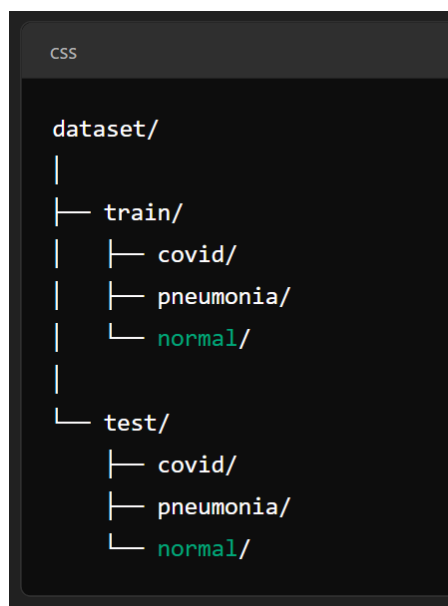 css
dataset/
│
├── train/
│   ├── covid/
│   ├── pneumonia/
│   └── normal/
│
└── test/
    ├── covid/
    ├── pneumonia/
    └── normal/